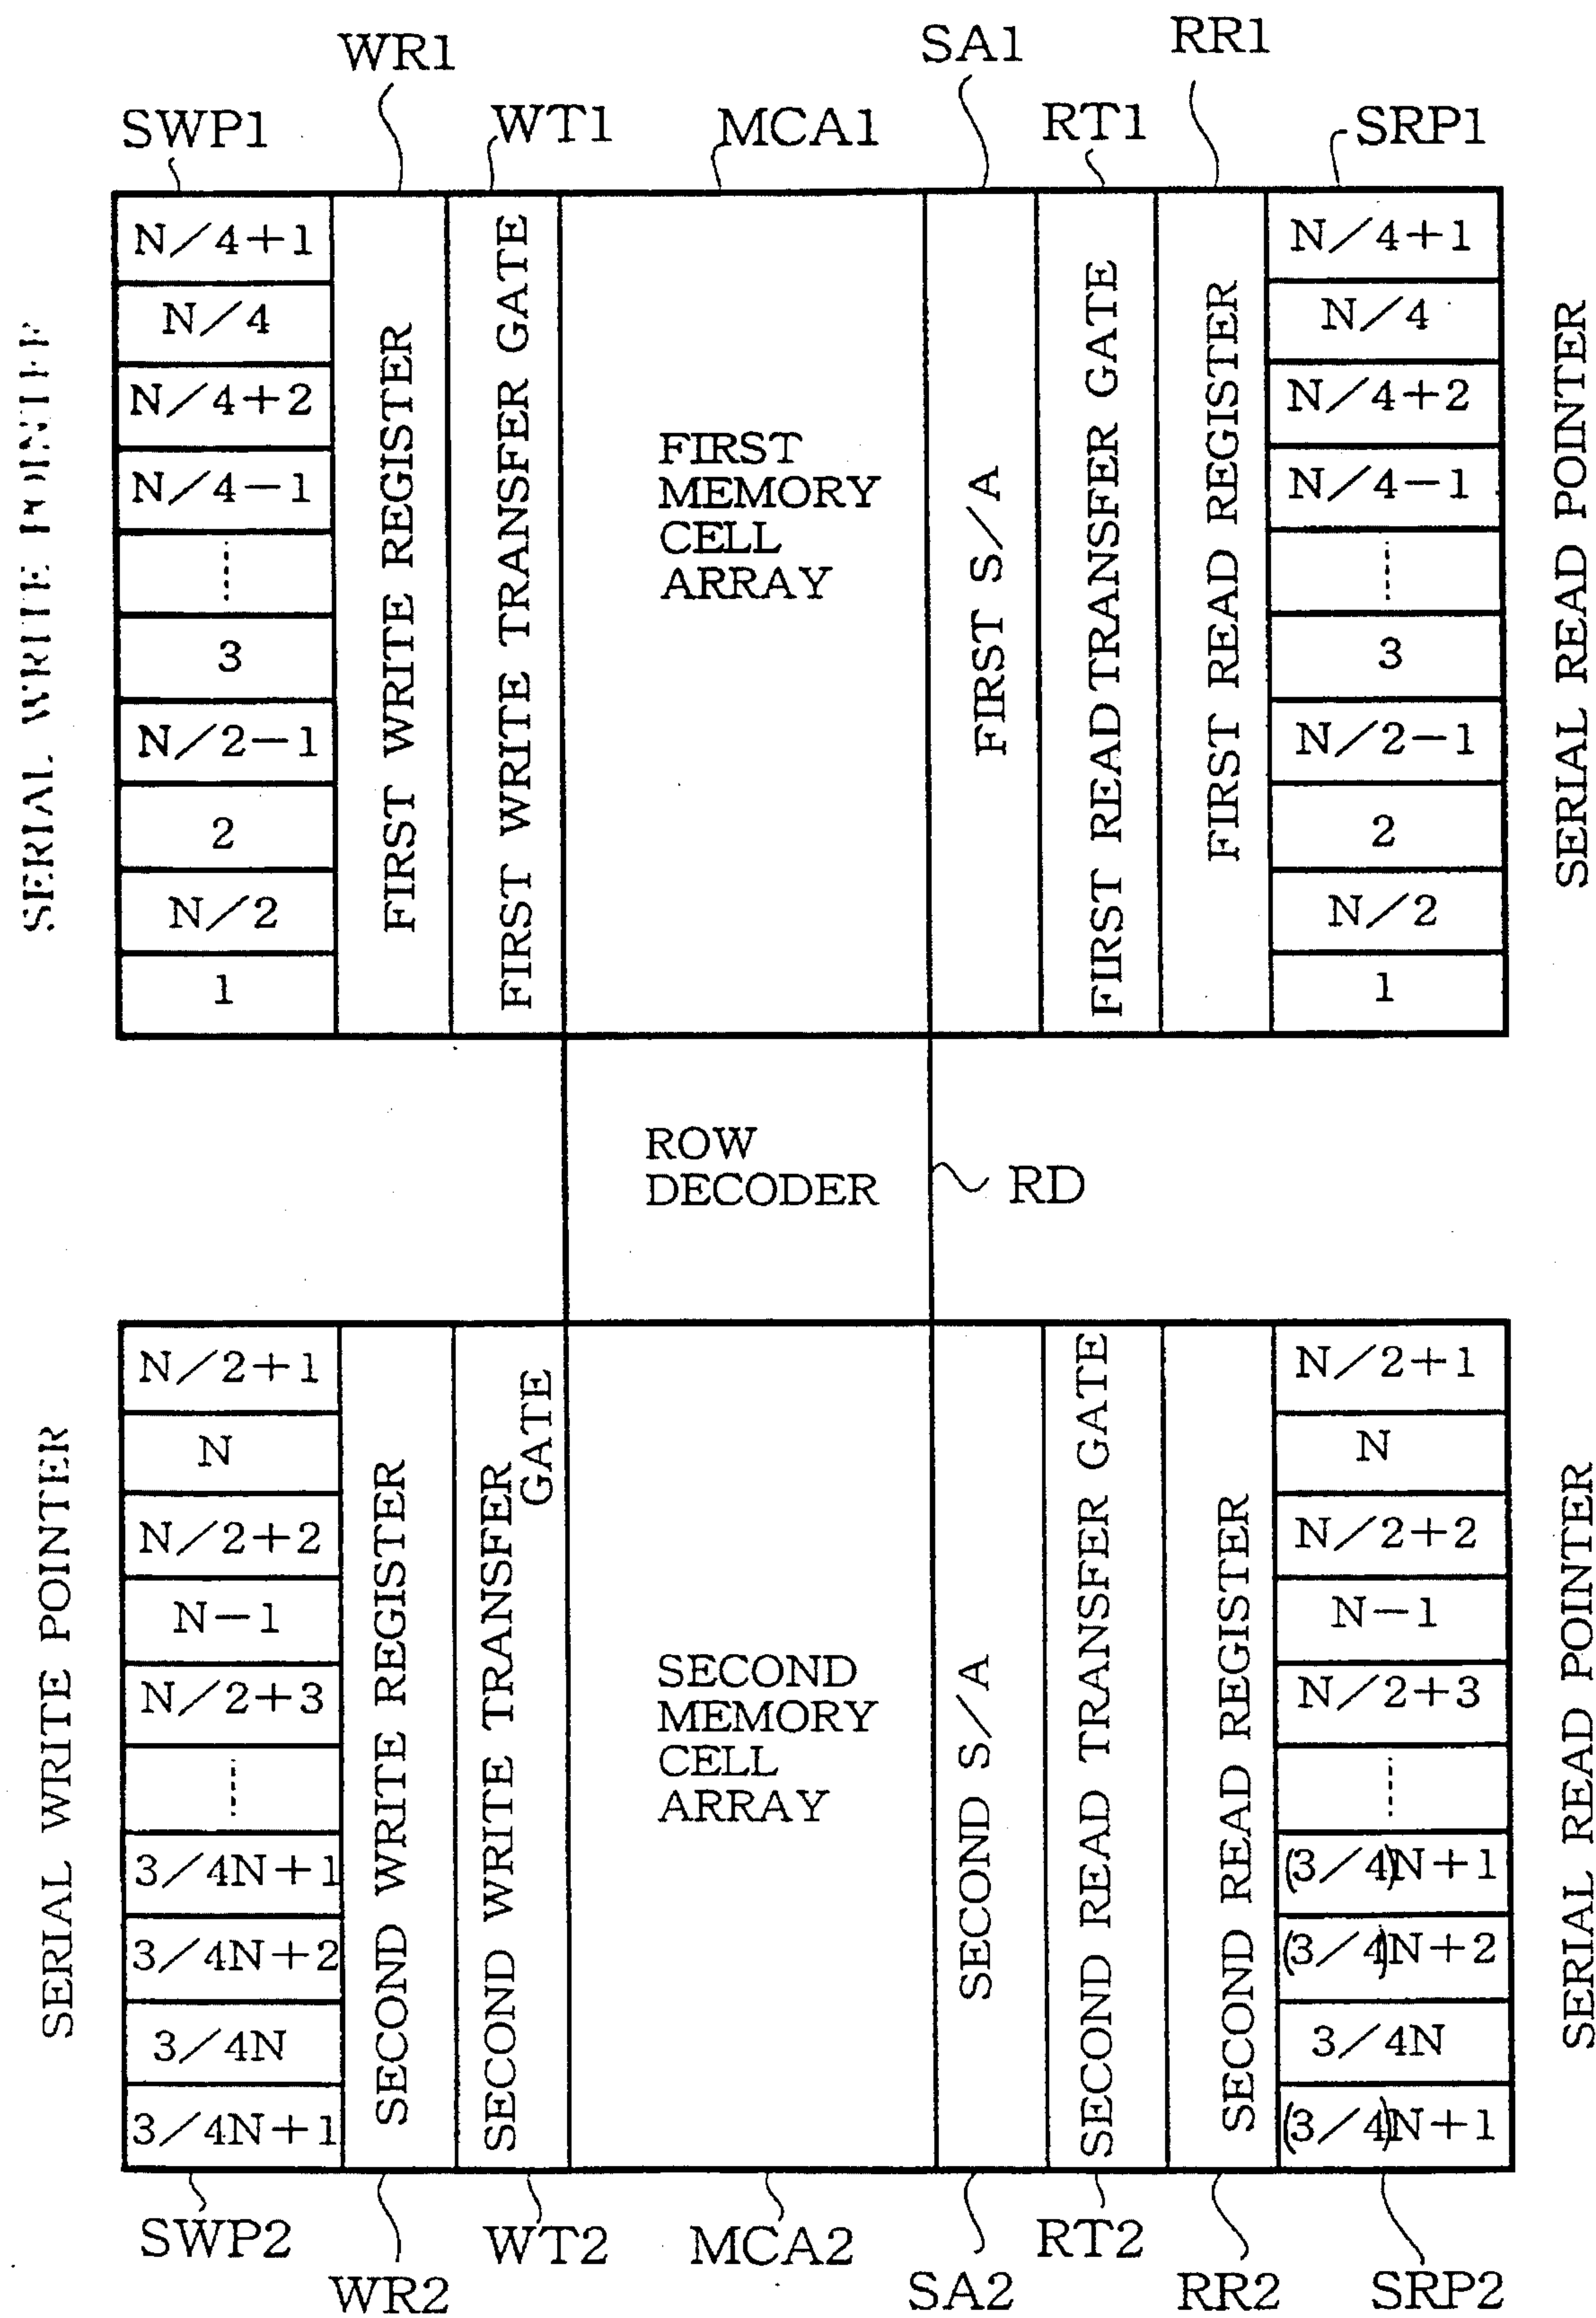 WR1
SA1
RR1
SWP1
WT1
MCA1
RT1
SRP1
SERIAL WRITE POINTER
N/4+1
N/4
N/4+2
N/4-1
3
N/2-1
2
N/2
1
FIRST WRITE REGISTER
FIRST WRITE TRANSFER GATE
FIRST
MEMORY
CELL
ARRAY
FIRST S/A
FIRST READ TRANSFER GATE
FIRST READ REGISTER
N/4+1
N/4
N/4+2
N/4-1
3
N/2-1
2
N/2
1
SERIAL READ POINTER
ROW
DECODER
RD
SERIAL WRITE POINTER
N/2+1
N
N/2+2
N-1
N/2+3
3/4N+1
3/4N+2
3/4N
3/4N+1
SECOND WRITE REGISTER
SECOND WRITE TRANSFER
GATE
SECOND
MEMORY
CELL
ARRAY
SECOND S/A
SECOND READ TRANSFER GATE
SECOND READ REGISTER
N/2+1
N
N/2+2
N-1
N/2+3
(3/4)N+1
(3/4)N+2
3/4N
(3/4)N+1
SERIAL READ POINTER
SWP2
WT2
MCA2
RT2
WR2
SA2
RR2
SRP2